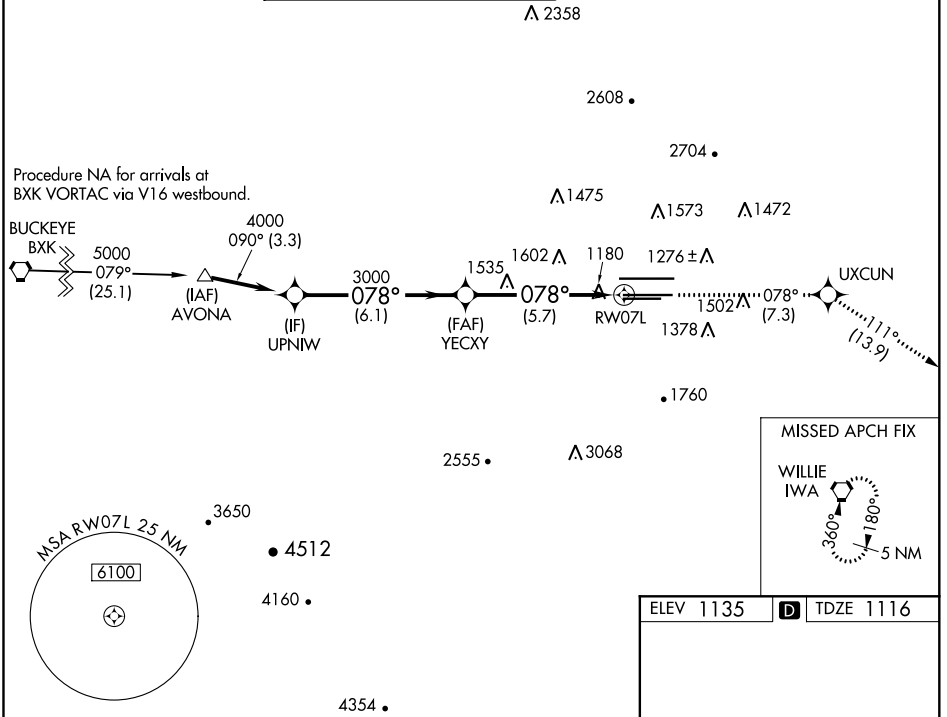 2358
2608
2704
Procedure NA for arrivals at
BXK VORTAC via V16 westbound.
1475
1573
1472
BUCKEYE
BXK
5000
079°
(25.1)
4000
090° (3.3)
(IAF)
AVONA
3000
078°
(6.1)
(IF)
UPNIW
1535
1602
1180
1276±
078°
(5.7)
(FAF)
YECXY
RW07L
1502
1378
078°
(7.3)
UXCUN
111°
(13.9)
1760
2555
3068
MISSED APCH FIX
WILLIE
IWA
360°
180°
5 NM
3650
4512
4160
4354
MSA RW07L 25 NM
6100
ELEV 1135 D TDZE 1116